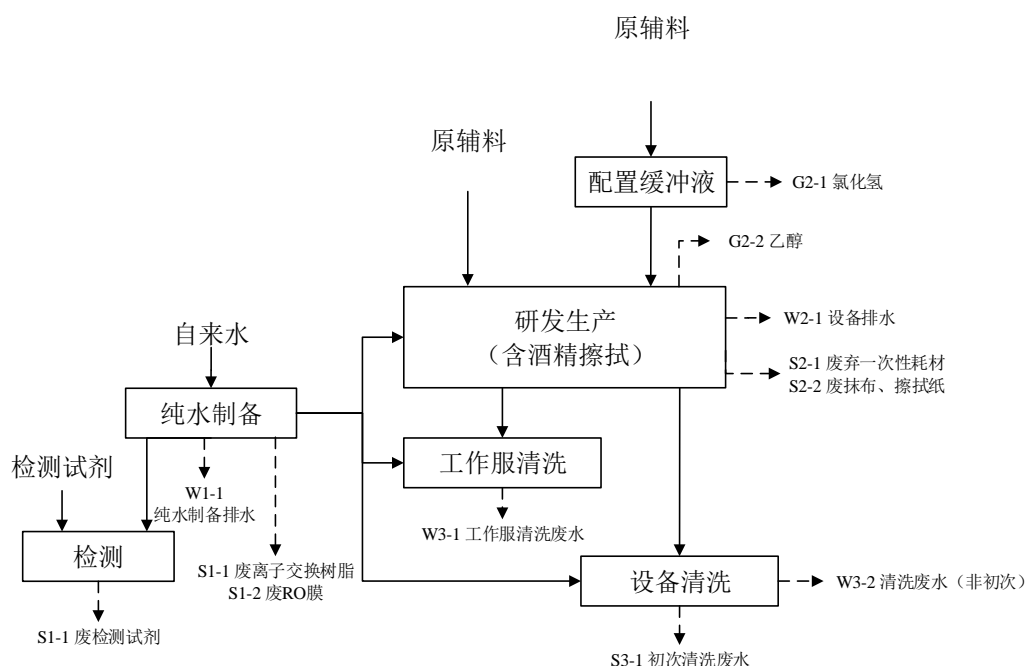 原辅料
原辅料
配置缓冲液
G2-1 氯化氢
G2-2 乙醇
研发生产
（含酒精擦拭）
W2-1 设备排水
S2-1 废弃一次性耗材
S2-2 废抹布、擦拭纸
自来水
纯水制备
工作服清洗
检测试剂
W1-1
纯水制备排水
W3-1 工作服清洗废水
检测
S1-1 废离子交换树脂
S1-2 废RO膜
设备清洗
W3-2 清洗废水（非初次）
S1-1 废检测试剂
S3-1 初次清洗废水